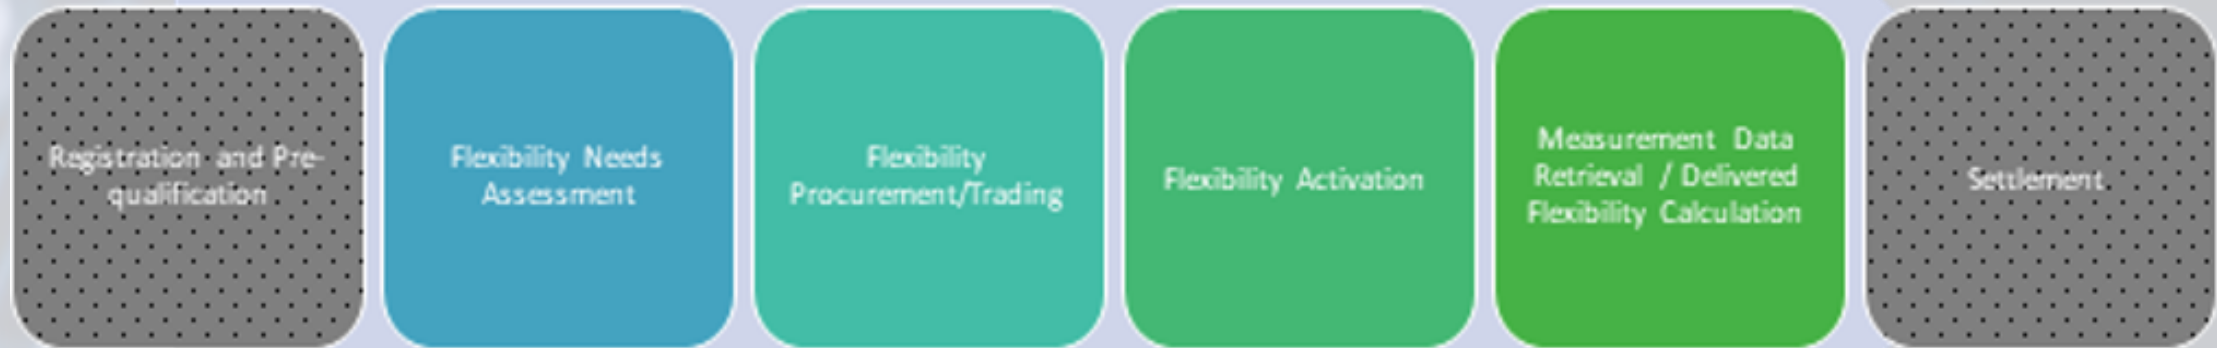 Registration and Pre-
qualification
Flexibility Needs
Assessment
Flexibility
Procurement/Trading
Flexibility Activation
Measurement Data
Retrieval / Delivered
Flexibility Calculation
Settlement